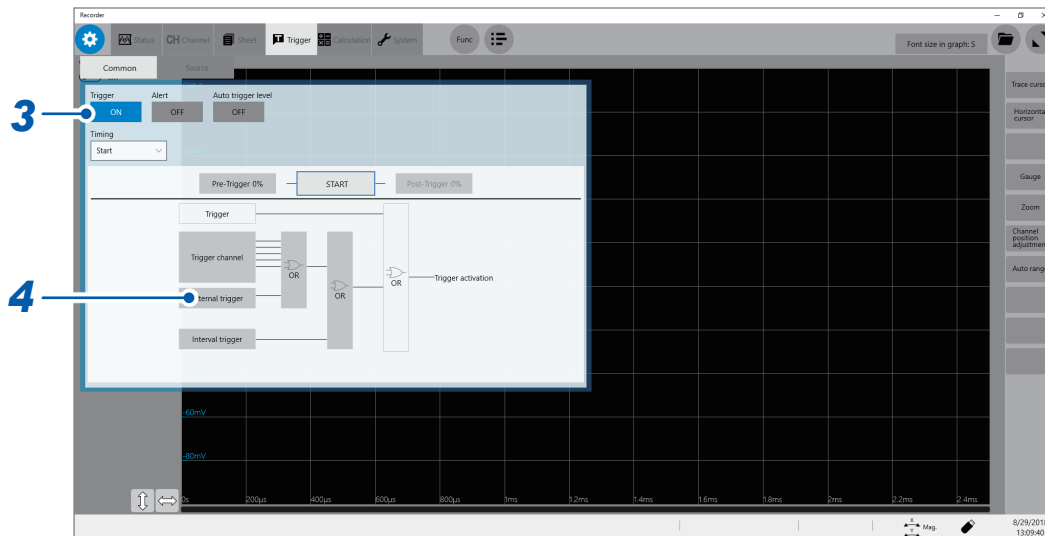 Recorder
Status CH Channel Sheet Trigger Calculation System Func Font size in graph: S
Common Source
Trigger Alert Auto trigger level
3 ON OFF OFF
Timing
Start
Pre-Trigger 0% START Post-Trigger 0%
Trigger
Trigger channel
OR
OR
OR
Trigger activation
4 ternal trigger
Interval trigger
-60mV
-80mV
0s 200µs 400µs 600µs 800µs 1ms 1.2ms 1.4ms 1.6ms 1.8ms 2ms 2.2ms 2.4ms
Trace curso
Horizonta
cursor
Gauge
Zoom
Channel
position
adjustmen
Auto rang
X
Y
Mag.
8/29/2018
13:09:40